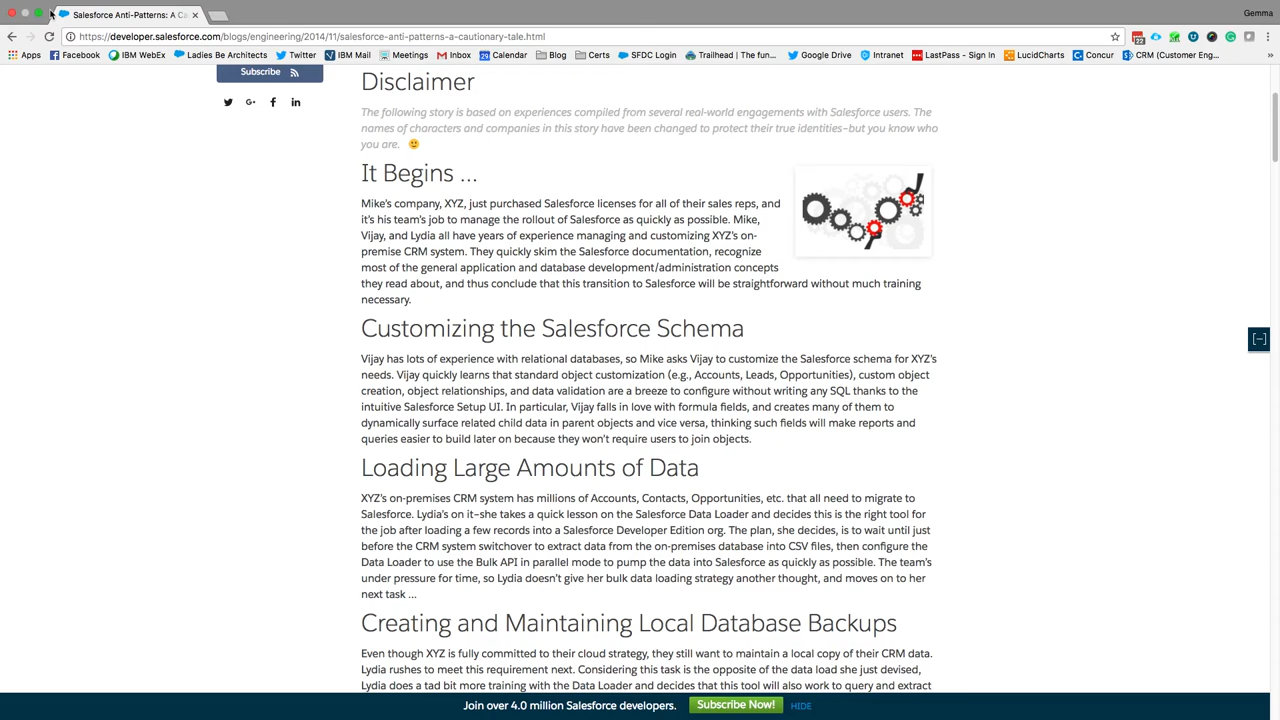 Salesforce Anti-Patterns: A Ca
Gemma
https://developer.salesforce.com/blogs/engineering/2014/11/salesforce-anti-patterns-a-cautionary-tale.html
22
Apps Facebook IBM WebEx Ladies Be Architects Twitter IBM Mail Meetings Inbox Calendar Blog Certs SFDC Login Trailhead | The fun... Google Drive Intranet LastPass - Sign In LucidCharts Concur CRM (Customer Eng... »
Subscribe
Disclaimer
The following story is based on experiences compiled from several real-world engagements with Salesforce users. The
names of characters and companies in this story have been changed to protect their true identities–but you know who
you are. 🙂
It Begins …
Mike's company, XYZ, just purchased Salesforce licenses for all of their sales reps, and
it's his team's job to manage the rollout of Salesforce as quickly as possible. Mike,
Vijay, and Lydia all have years of experience managing and customizing XYZ's on-
premise CRM system. They quickly skim the Salesforce documentation, recognize
most of the general application and database development/administration concepts
they read about, and thus conclude that this transition to Salesforce will be straightforward without much training
necessary.
Customizing the Salesforce Schema
Vijay has lots of experience with relational databases, so Mike asks Vijay to customize the Salesforce schema for XYZ's
needs. Vijay quickly learns that standard object customization (e.g., Accounts, Leads, Opportunities), custom object
creation, object relationships, and data validation are a breeze to configure without writing any SQL thanks to the
intuitive Salesforce Setup UI. In particular, Vijay falls in love with formula fields, and creates many of them to
dynamically surface related child data in parent objects and vice versa, thinking such fields will make reports and
queries easier to build later on because they won't require users to join objects.
Loading Large Amounts of Data
XYZ's on-premises CRM system has millions of Accounts, Contacts, Opportunities, etc. that all need to migrate to
Salesforce. Lydia's on it–she takes a quick lesson on the Salesforce Data Loader and decides this is the right tool for
the job after loading a few records into a Salesforce Developer Edition org. The plan, she decides, is to wait until just
before the CRM system switchover to extract data from the on-premises database into CSV files, then configure the
Data Loader to use the Bulk API in parallel mode to pump the data into Salesforce as quickly as possible. The team's
under pressure for time, so Lydia doesn't give her bulk data loading strategy another thought, and moves on to her
next task …
Creating and Maintaining Local Database Backups
Even though XYZ is fully committed to their cloud strategy, they still want to maintain a local copy of their CRM data.
Lydia rushes to meet this requirement next. Considering this task is the opposite of the data load she just devised,
Lydia does a tad bit more training with the Data Loader and decides that this tool will also work to query and extract
Join over 4.0 million Salesforce developers. Subscribe Now! HIDE